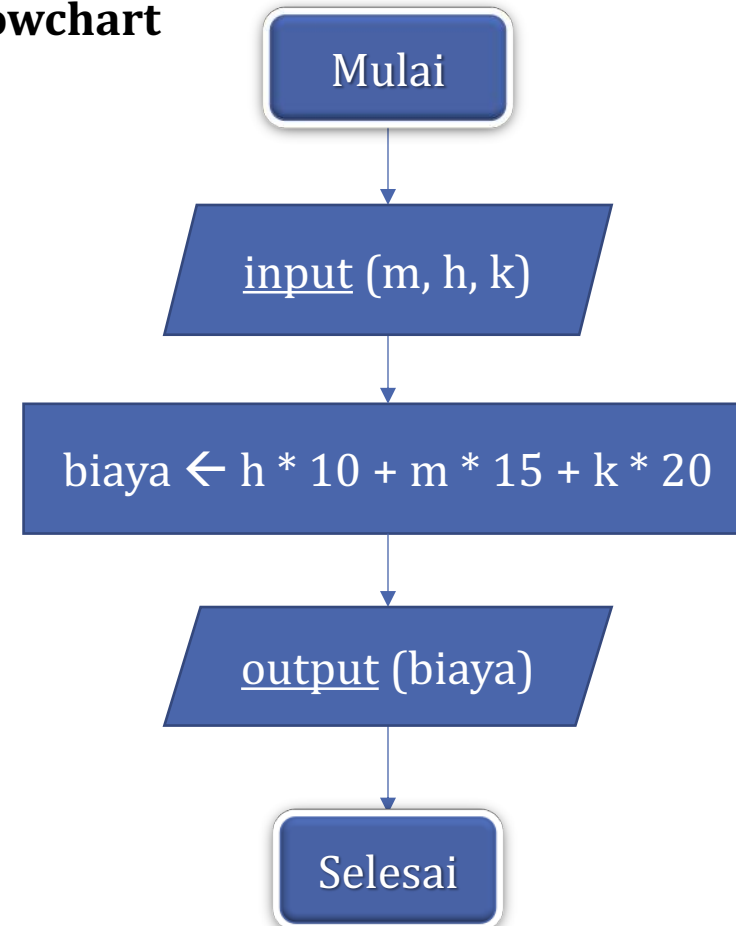 owchart
Mulai
input (m, h, k)
biaya ← h * 10 + m * 15 + k * 20
output (biaya)
Selesai